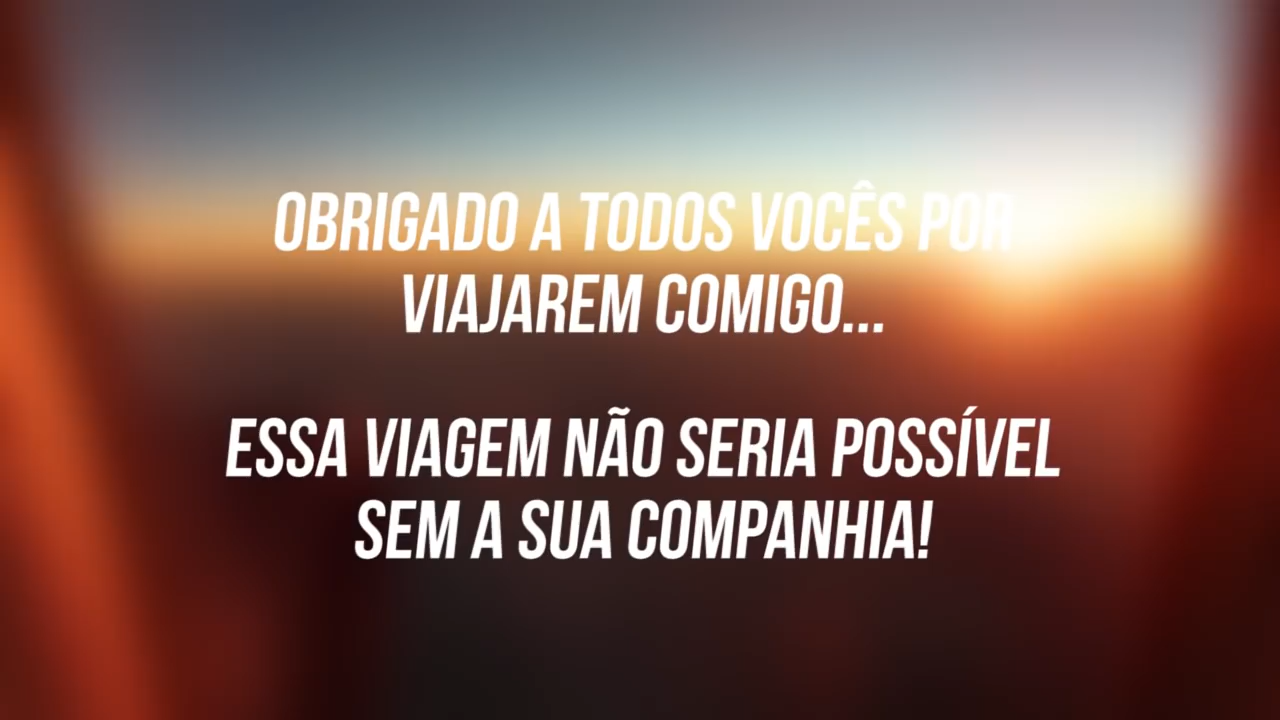 OBRIGADO A TODOS VOCÊS POR
VIAJAREM COMIGO...
ESSA VIAGEM NÃO SERIA POSSÍVEL
SEM A SUA COMPANHIA!